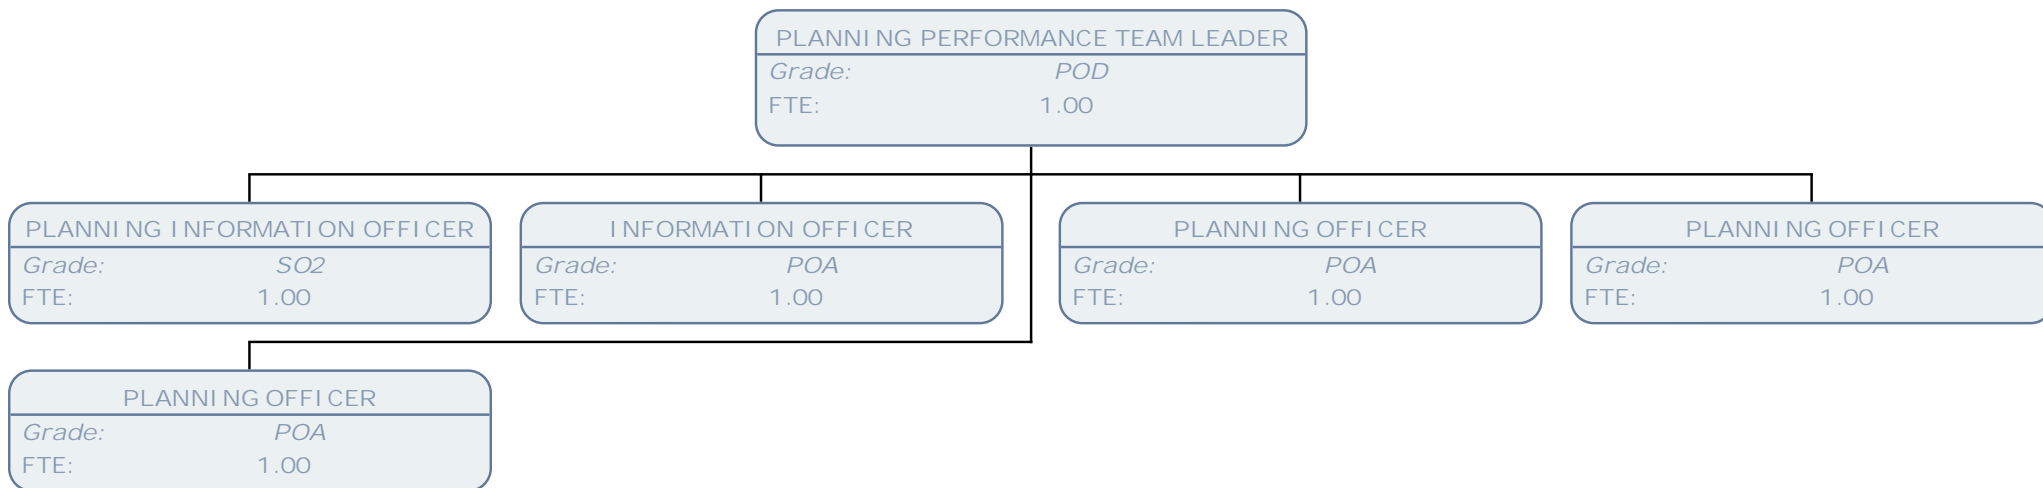 PLANNING PERFORMANCE TEAM LEADER
Grade: POD
FTE: 1.00
PLANNING INFORMATION OFFICER
Grade: SO2
FTE: 1.00
INFORMATION OFFICER
Grade: POA
FTE: 1.00
PLANNING OFFICER
Grade: POA
FTE: 1.00
PLANNING OFFICER
Grade: POA
FTE: 1.00
PLANNING OFFICER
Grade: POA
FTE: 1.00